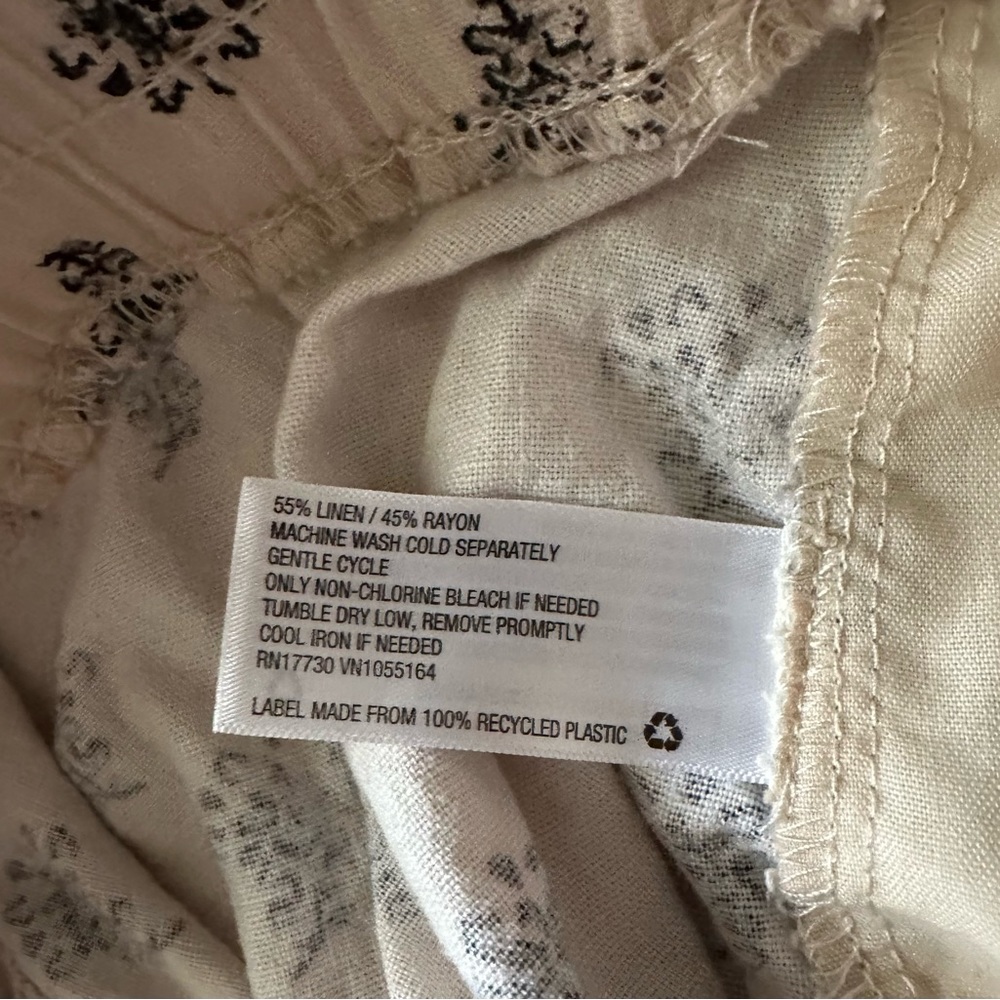 55% LINEN / 45% RAYON
MACHINE WASH COLD SEPARATELY
GENTLE CYCLE
ONLY NON-CHLORINE BLEACH IF NEEDED
TUMBLE DRY LOW, REMOVE PROMPTLY
COOL IRON IF NEEDED
RN17730 VN1055164
LABEL MADE FROM 100% RECYCLED PLASTIC